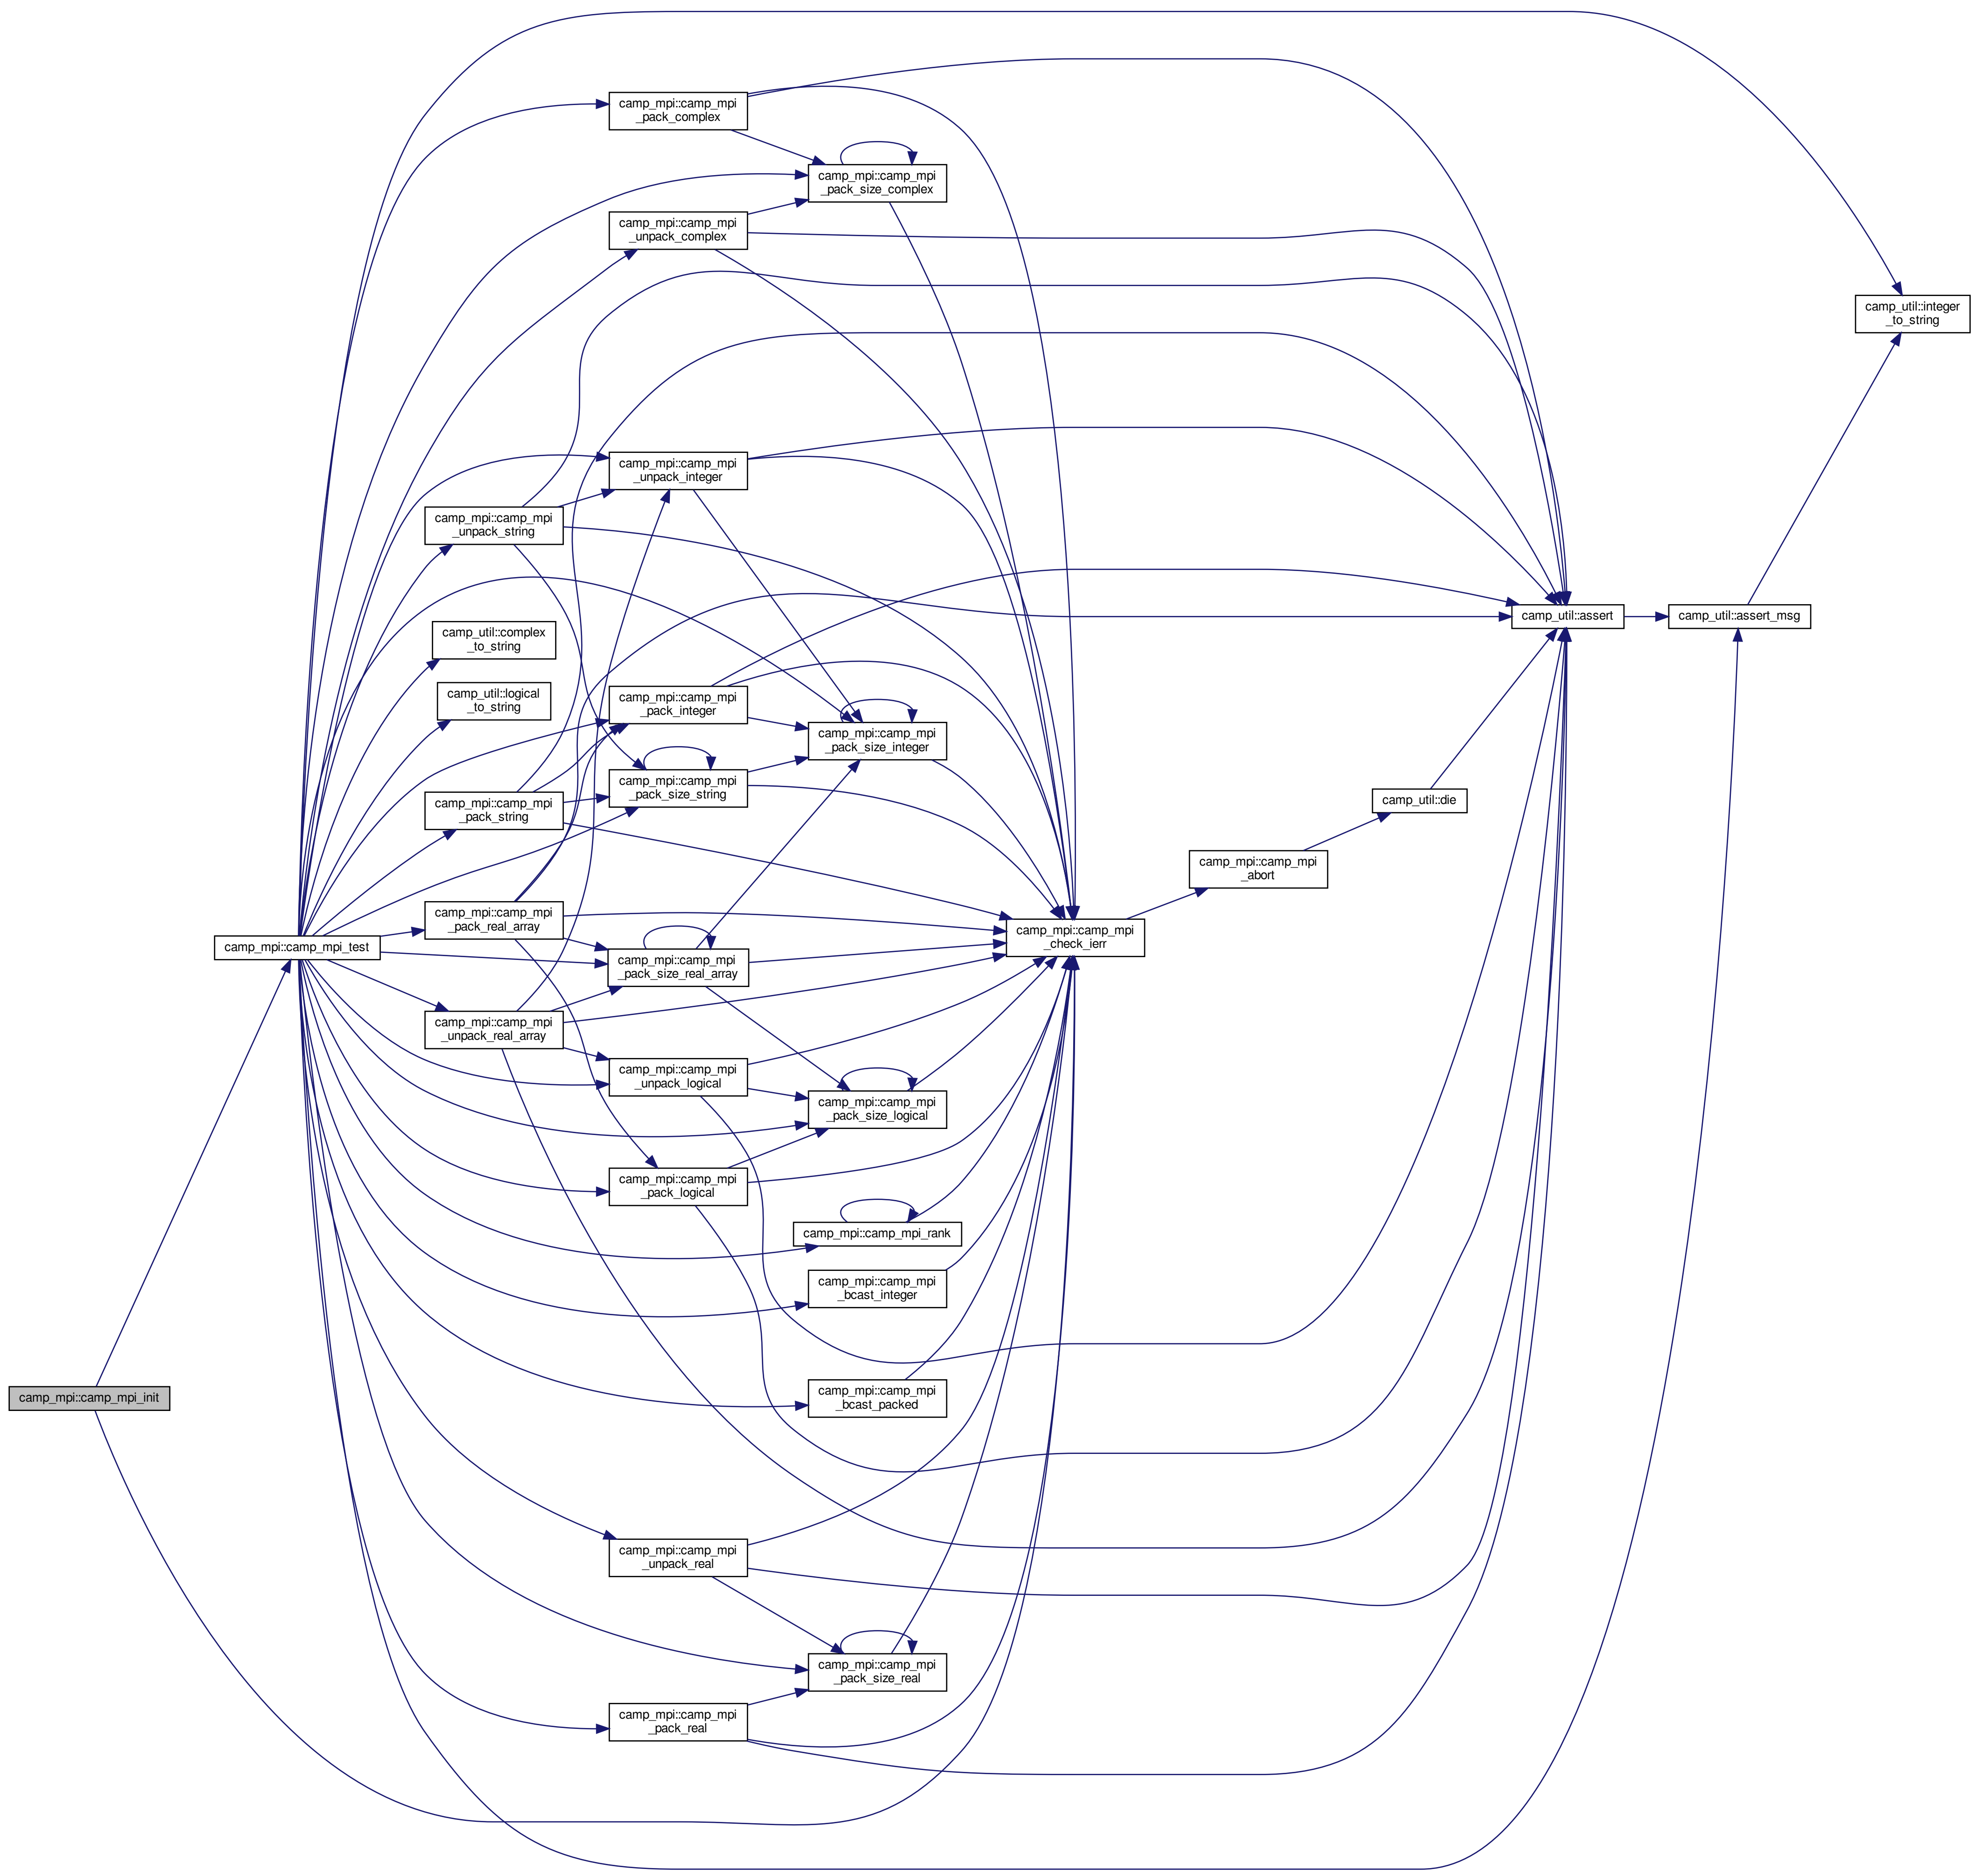 camp_mpi::camp_mpi
_pack_complex
camp_mpi::camp_mpi
_pack_size_complex
camp_mpi::camp_mpi
_unpack_complex
camp_util::integer
_to_string
camp_mpi::camp_mpi
_unpack_integer
camp_mpi::camp_mpi
_unpack_string
camp_util::complex
_to_string
camp_util::assert
camp_util::assert_msg
camp_util::logical
_to_string
camp_mpi::camp_mpi
_pack_integer
camp_mpi::camp_mpi
_pack_size_integer
camp_mpi::camp_mpi
_pack_size_string
camp_mpi::camp_mpi
_pack_string
camp_util::die
camp_mpi::camp_mpi
_abort
camp_mpi::camp_mpi
_pack_real_array
camp_mpi::camp_mpi_test
camp_mpi::camp_mpi
_check_ierr
camp_mpi::camp_mpi
_pack_size_real_array
camp_mpi::camp_mpi
_unpack_real_array
camp_mpi::camp_mpi
_unpack_logical
camp_mpi::camp_mpi
_pack_size_logical
camp_mpi::camp_mpi
_pack_logical
camp_mpi::camp_mpi_rank
camp_mpi::camp_mpi
_bcast_integer
camp_mpi::camp_mpi_init
camp_mpi::camp_mpi
_bcast_packed
camp_mpi::camp_mpi
_unpack_real
camp_mpi::camp_mpi
_pack_size_real
camp_mpi::camp_mpi
_pack_real